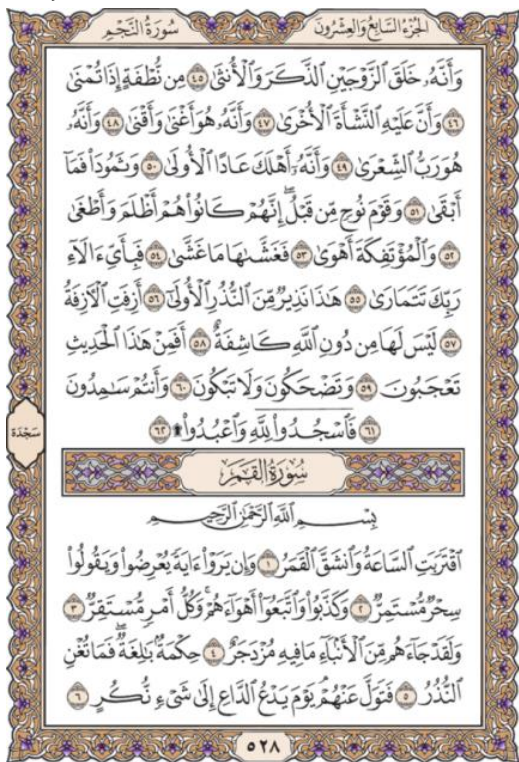 الجُزْءُ السَّابِعُ وَالعِشْرُونَ
سُورَةُ النَّجْمِ
وَأَنَّهُۥ خَلَقَ ٱلزَّوْجَيْنِ ٱلذَّكَرَ وَٱلْأُنثَىٰ ٤٥ مِن نُّطْفَةٍ إِذَا تُمْنَىٰ
٤٦ وَأَنَّ عَلَيْهِ ٱلنَّشْأَةَ ٱلْأُخْرَىٰ ٤٧ وَأَنَّهُۥ هُوَ أَغْنَىٰ وَأَقْنَىٰ ٤٨ وَأَنَّهُۥ
هُوَ رَبُّ ٱلشِّعْرَىٰ ٤٩ وَأَنَّهُۥٓ أَهْلَكَ عَادًا ٱلْأُولَىٰ ٥٠ وَثَمُودَا۟ فَمَآ
أَبْقَىٰ ٥١ وَقَوْمَ نُوحٍ مِّن قَبْلُ ۖ إِنَّهُمْ كَانُوا۟ هُمْ أَظْلَمَ وَأَطْغَىٰ
٥٢ وَٱلْمُؤْتَفِكَةَ أَهْوَىٰ ٥٣ فَغَشَّىٰهَا مَا غَشَّىٰ ٥٤ فَبِأَىِّ ءَالَآءِ
رَبِّكَ تَتَمَارَىٰ ٥٥ هَٰذَا نَذِيرٌ مِّنَ ٱلنُّذُرِ ٱلْأُولَىٰٓ ٥٦ أَزِفَتِ ٱلْءَازِفَةُ
٥٧ لَيْسَ لَهَا مِن دُونِ ٱللَّهِ كَاشِفَةٌ ٥٨ أَفَمِنْ هَٰذَا ٱلْحَدِيثِ
تَعْجَبُونَ ٥٩ وَتَضْحَكُونَ وَلَا تَبْكُونَ ٦٠ وَأَنتُمْ سَٰمِدُونَ
٦١ فَٱسْجُدُوا۟ لِلَّهِ وَٱعْبُدُوا۟ ۩ ٦٢
سَجْدَة
سُورَةُ القَمَرِ
بِسْمِ ٱللَّهِ ٱلرَّحْمَٰنِ ٱلرَّحِيمِ
ٱقْتَرَبَتِ ٱلسَّاعَةُ وَٱنشَقَّ ٱلْقَمَرُ ١ وَإِن يَرَوْا۟ ءَايَةً يُعْرِضُوا۟ وَيَقُولُوا۟
سِحْرٌ مُّسْتَمِرٌّ ٢ وَكَذَّبُوا۟ وَٱتَّبَعُوٓا۟ أَهْوَآءَهُمْ ۚ وَكُلُّ أَمْرٍ مُّسْتَقِرٌّ ٣
وَلَقَدْ جَآءَهُم مِّنَ ٱلْأَنۢبَآءِ مَا فِيهِ مُزْدَجَرٌ ٤ حِكْمَةٌۢ بَٰلِغَةٌ ۖ فَمَا تُغْنِ
ٱلنُّذُرُ ٥ فَتَوَلَّ عَنْهُمْ ۘ يَوْمَ يَدْعُ ٱلدَّاعِ إِلَىٰ شَىْءٍ نُّكُرٍ ٦
٥٢٨